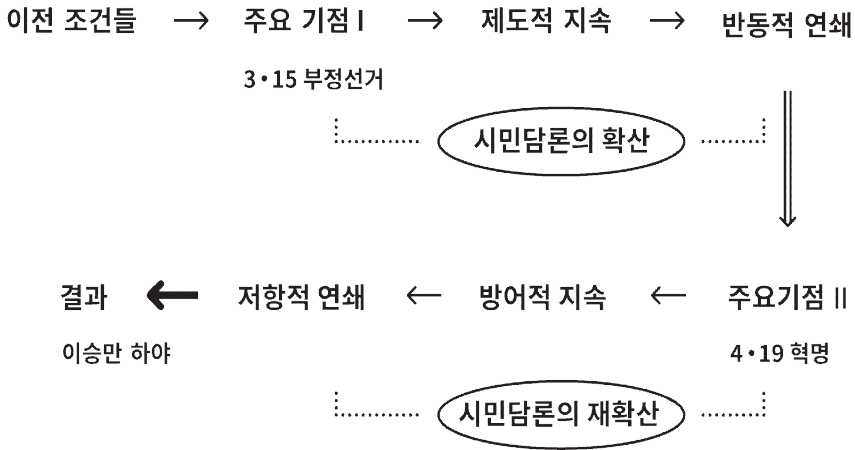 이전 조건들 → 주요 기점 I → 제도적 지속 → 반동적 연쇄
3·15 부정선거
시민담론의 확산
결과 ← 저항적 연쇄 ← 방어적 지속 ← 주요기점 II
이승만 하야
4·19 혁명
시민담론의 재확산